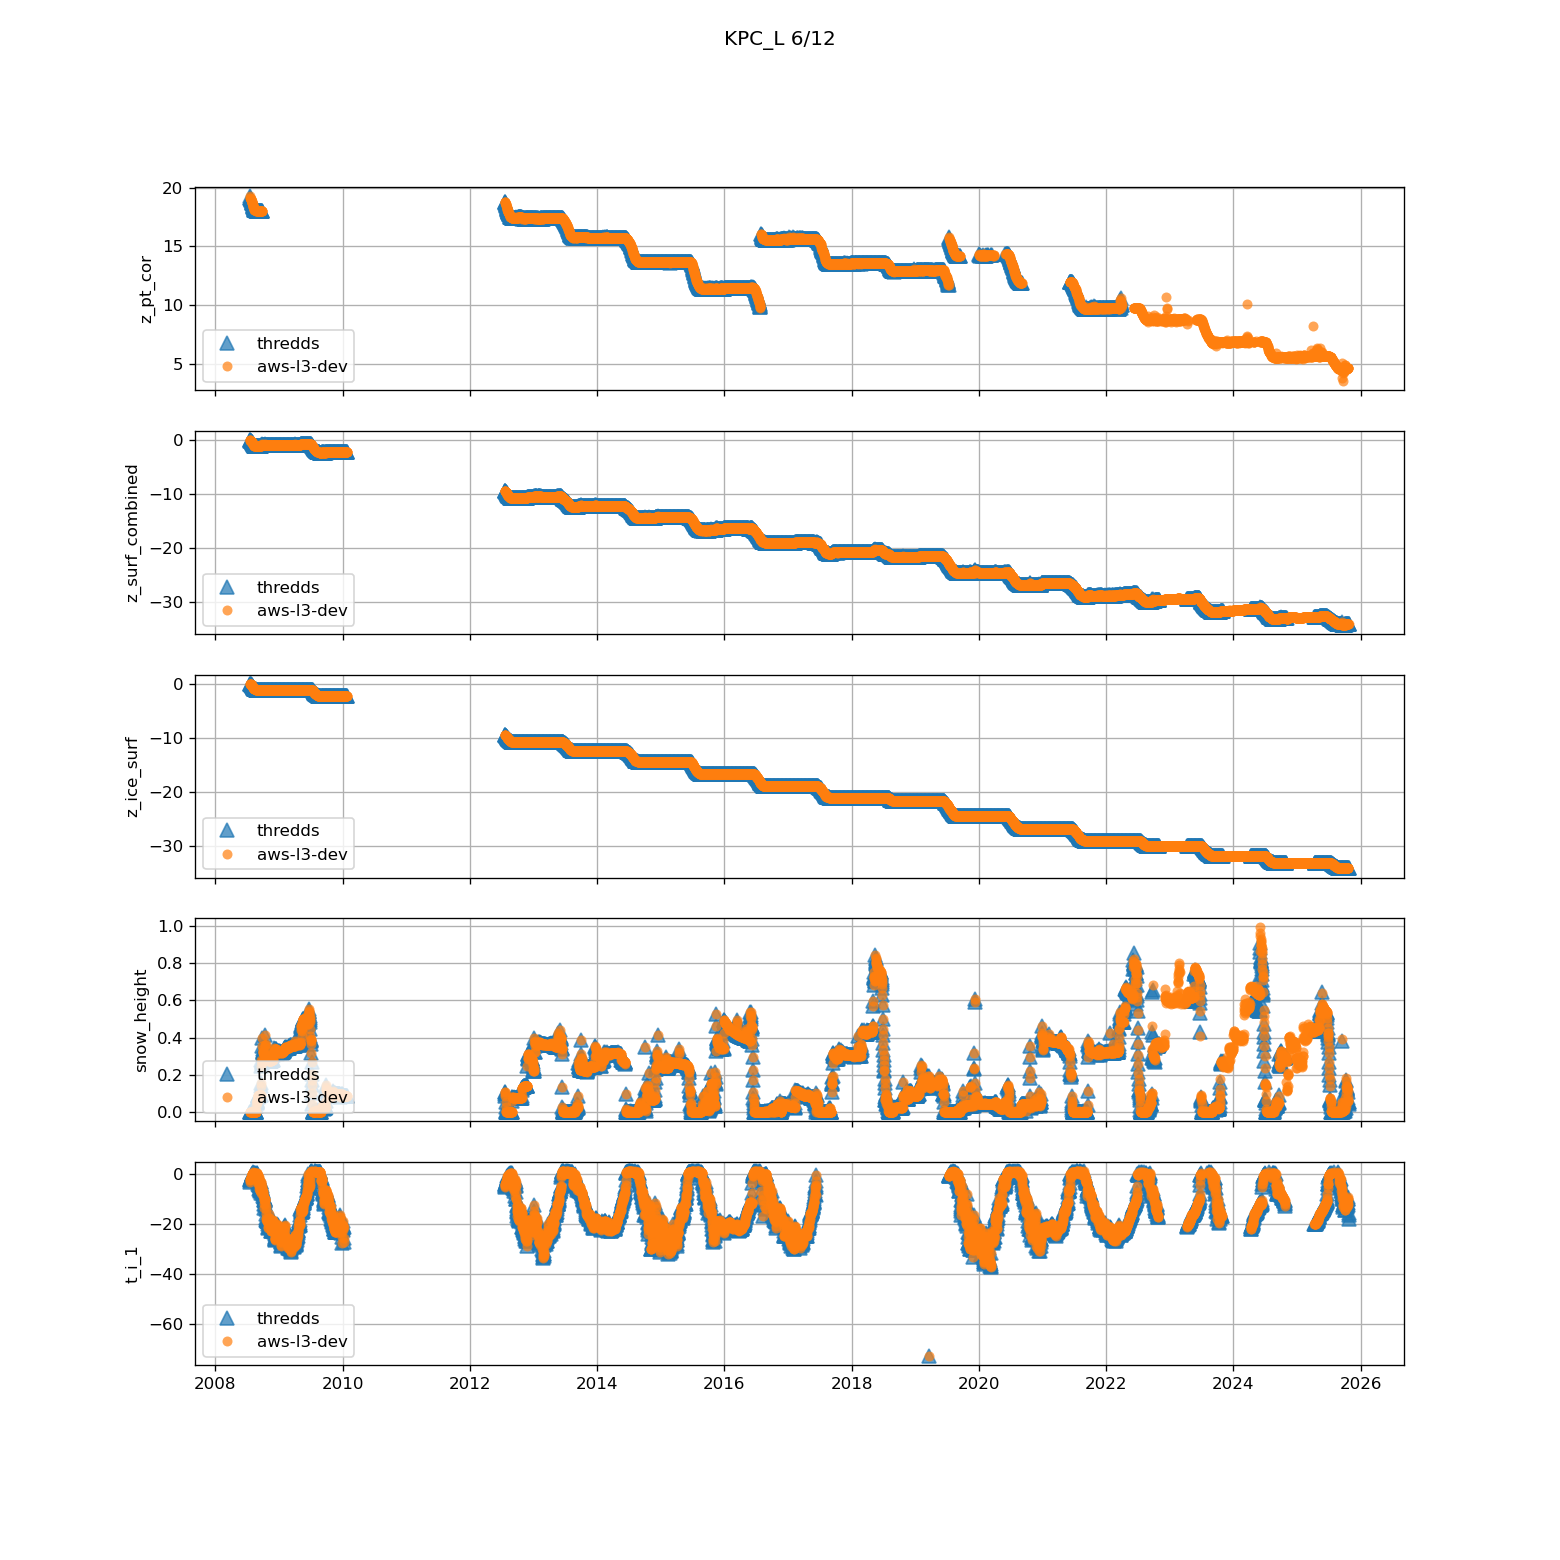 KPC_L 6/12
20
15
10
5
z_pt_cor
thredds
aws-l3-dev
0
−10
−20
−30
z_surf_combined
thredds
aws-l3-dev
0
−10
−20
−30
z_ice_surf
thredds
aws-l3-dev
1.0
0.8
0.6
0.4
0.2
0.0
snow_height
thredds
aws-l3-dev
0
−20
−40
−60
t_i_1
thredds
aws-l3-dev
2008 2010 2012 2014 2016 2018 2020 2022 2024 2026